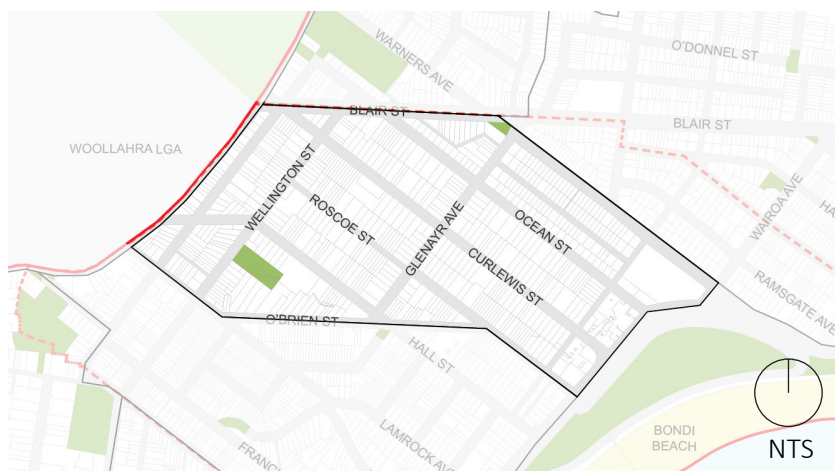 WARNERS AVE
O'DONNEL ST
BLAIR ST
BLAIR ST
WOOLLAHRA LGA
WELLINGTON ST
ROSCOE ST
GLENAYR AVE
OCEAN ST
CURLEWIS ST
WAIROA AVE
RAMSGATE AVE
O'BRIEN ST
HALL ST
LAMROCK AVE
BONDI
BEACH
NTS